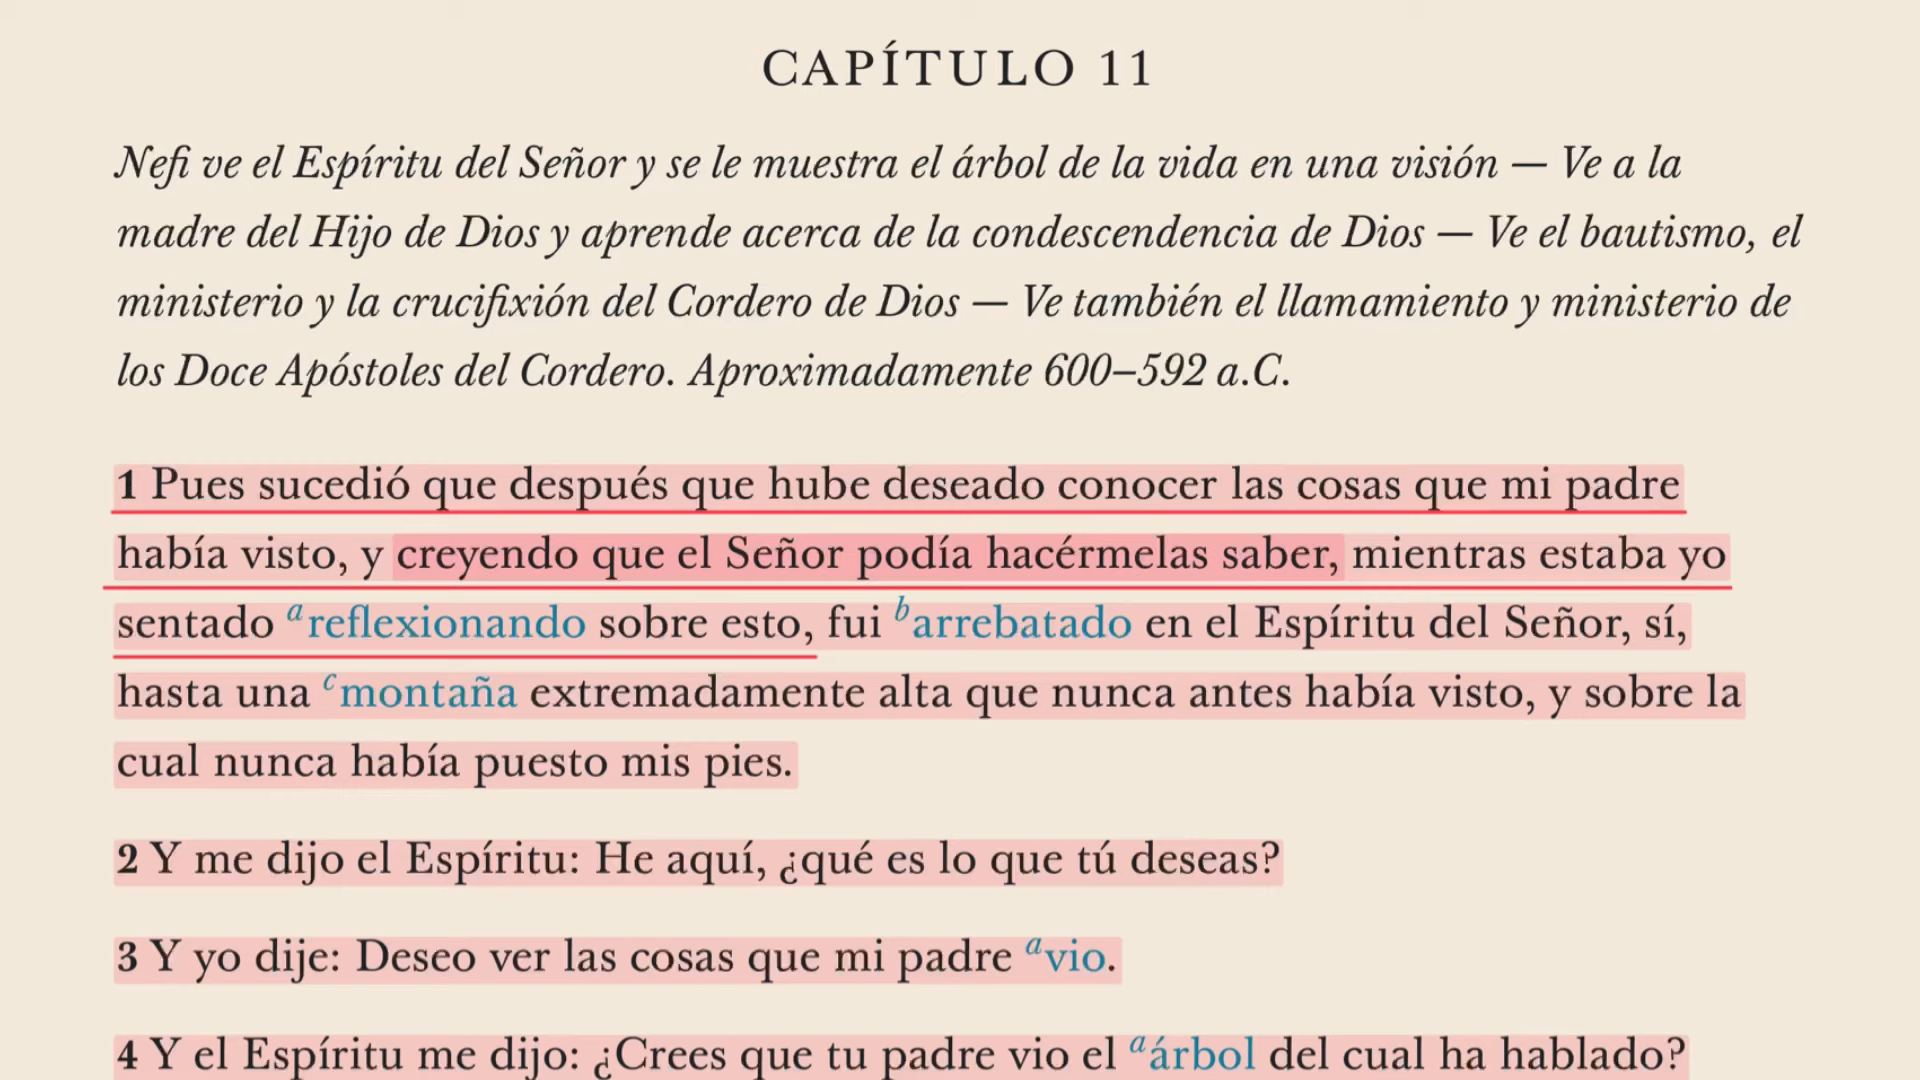 CAPÍTULO 11
Nefi ve el Espíritu del Señor y se le muestra el árbol de la vida en una visión — Ve a la
madre del Hijo de Dios y aprende acerca de la condescendencia de Dios — Ve el bautismo, el
ministerio y la crucifixión del Cordero de Dios — Ve también el llamamiento y ministerio de
los Doce Apóstoles del Cordero. Aproximadamente 600–592 a.C.
1 Pues sucedió que después que hube deseado conocer las cosas que mi padre
había visto, y creyendo que el Señor podía hacérmelas saber, mientras estaba yo
sentado a reflexionando sobre esto, fui b arrebatado en el Espíritu del Señor, sí,
hasta una c montaña extremadamente alta que nunca antes había visto, y sobre la
cual nunca había puesto mis pies.
2 Y me dijo el Espíritu: He aquí, ¿qué es lo que tú deseas?
3 Y yo dije: Deseo ver las cosas que mi padre a vio.
4 Y el Espíritu me dijo: ¿Crees que tu padre vio el a árbol del cual ha hablado?